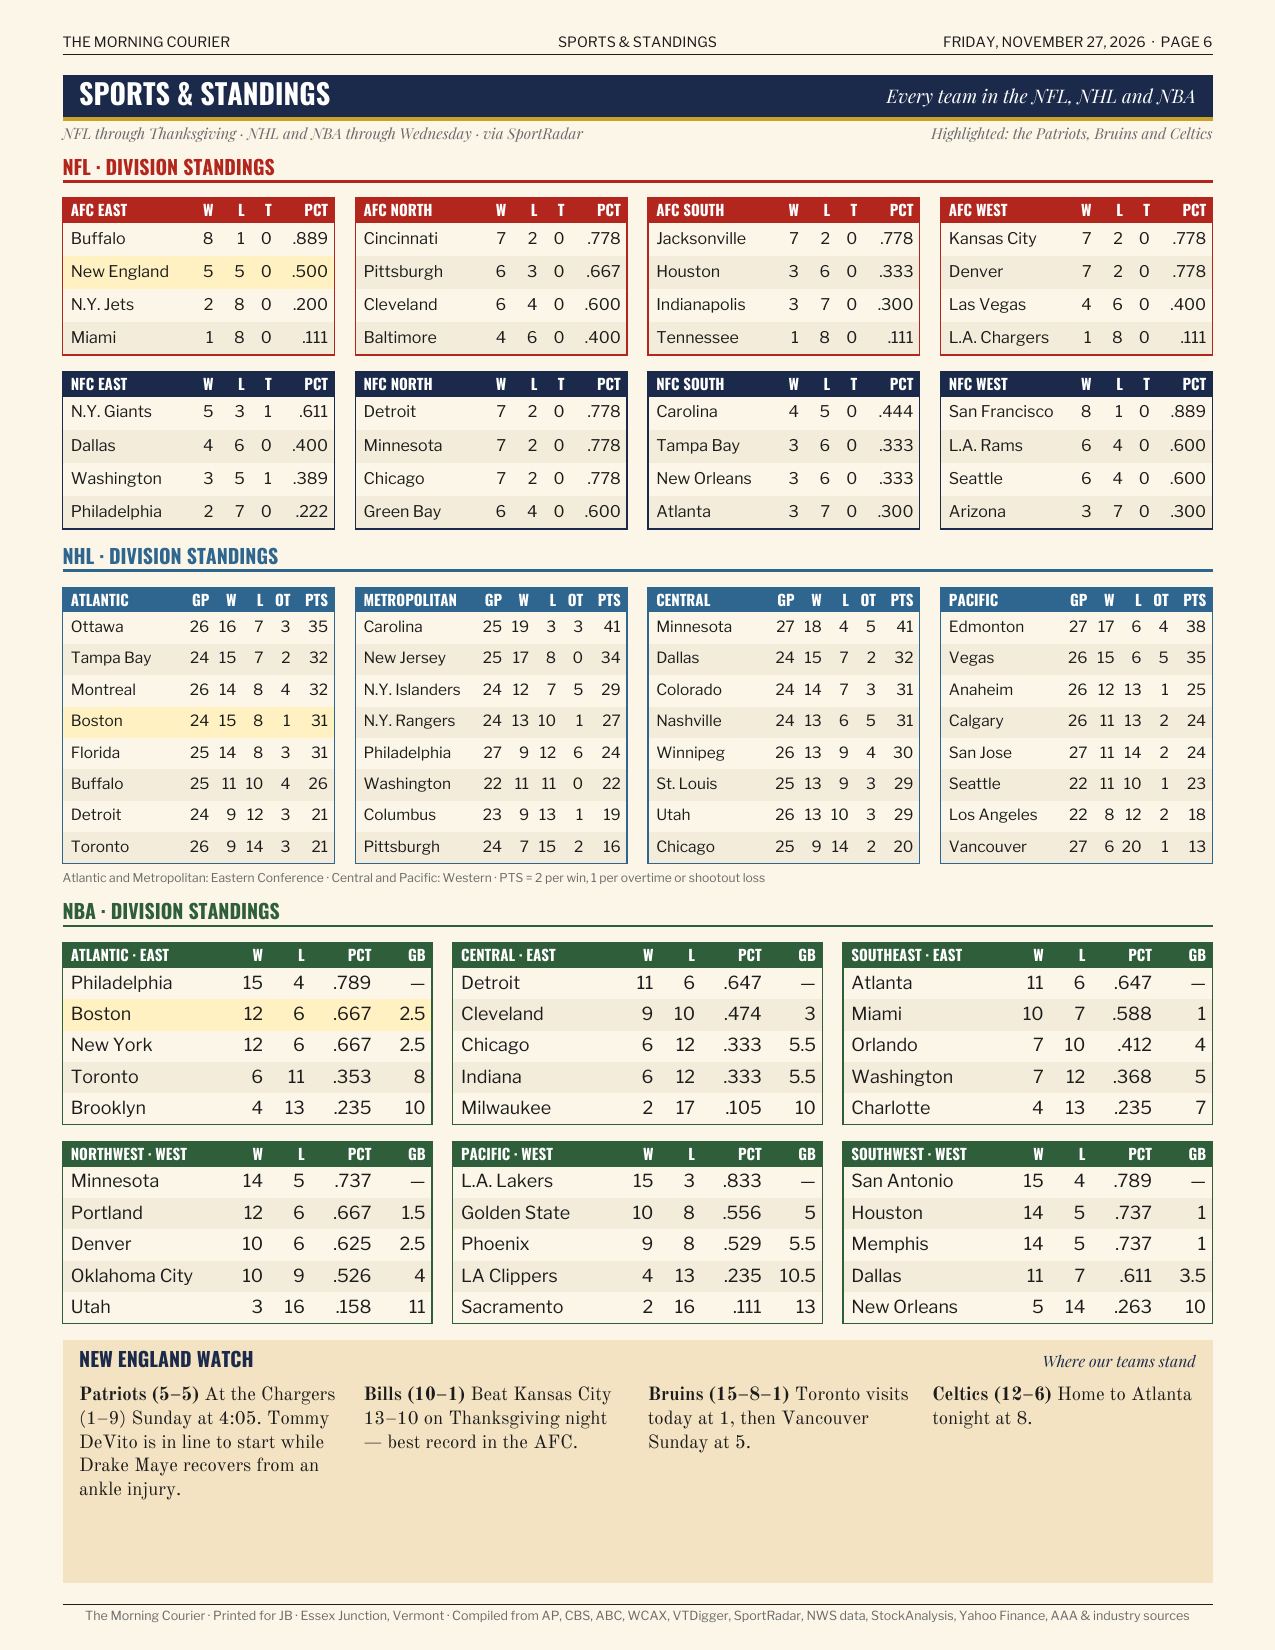 THE MORNING COURIER SPORTS & STANDINGS FRIDAY, NOVEMBER 27, 2026 · PAGE 6
SPORTS & STANDINGS Every team in the NFL, NHL and NBA
NFL through Thanksgiving · NHL and NBA through Wednesday · via SportRadar Highlighted: the Patriots, Bruins and Celtics
NFL · DIVISION STANDINGS
AFC EAST W L T PCT
Buffalo 8 1 0 .889
New England 5 5 0 .500
N.Y. Jets 2 8 0 .200
Miami 1 8 0 .111
AFC NORTH W L T PCT
Cincinnati 7 2 0 .778
Pittsburgh 6 3 0 .667
Cleveland 6 4 0 .600
Baltimore 4 6 0 .400
AFC SOUTH W L T PCT
Jacksonville 7 2 0 .778
Houston 3 6 0 .333
Indianapolis 3 7 0 .300
Tennessee 1 8 0 .111
AFC WEST W L T PCT
Kansas City 7 2 0 .778
Denver 7 2 0 .778
Las Vegas 4 6 0 .400
L.A. Chargers 1 8 0 .111
NFC EAST W L T PCT
N.Y. Giants 5 3 1 .611
Dallas 4 6 0 .400
Washington 3 5 1 .389
Philadelphia 2 7 0 .222
NFC NORTH W L T PCT
Detroit 7 2 0 .778
Minnesota 7 2 0 .778
Chicago 7 2 0 .778
Green Bay 6 4 0 .600
NFC SOUTH W L T PCT
Carolina 4 5 0 .444
Tampa Bay 3 6 0 .333
New Orleans 3 6 0 .333
Atlanta 3 7 0 .300
NFC WEST W L T PCT
San Francisco 8 1 0 .889
L.A. Rams 6 4 0 .600
Seattle 6 4 0 .600
Arizona 3 7 0 .300
NHL · DIVISION STANDINGS
ATLANTIC GP W L OT PTS
Ottawa 26 16 7 3 35
Tampa Bay 24 15 7 2 32
Montreal 26 14 8 4 32
Boston 24 15 8 1 31
Florida 25 14 8 3 31
Buffalo 25 11 10 4 26
Detroit 24 9 12 3 21
Toronto 26 9 14 3 21
METROPOLITAN GP W L OT PTS
Carolina 25 19 3 3 41
New Jersey 25 17 8 0 34
N.Y. Islanders 24 12 7 5 29
N.Y. Rangers 24 13 10 1 27
Philadelphia 27 9 12 6 24
Washington 22 11 11 0 22
Columbus 23 9 13 1 19
Pittsburgh 24 7 15 2 16
CENTRAL GP W L OT PTS
Minnesota 27 18 4 5 41
Dallas 24 15 7 2 32
Colorado 24 14 7 3 31
Nashville 24 13 6 5 31
Winnipeg 26 13 9 4 30
St. Louis 25 13 9 3 29
Utah 26 13 10 3 29
Chicago 25 9 14 2 20
PACIFIC GP W L OT PTS
Edmonton 27 17 6 4 38
Vegas 26 15 6 5 35
Anaheim 26 12 13 1 25
Calgary 26 11 13 2 24
San Jose 27 11 14 2 24
Seattle 22 11 10 1 23
Los Angeles 22 8 12 2 18
Vancouver 27 6 20 1 13
Atlantic and Metropolitan: Eastern Conference · Central and Pacific: Western · PTS = 2 per win, 1 per overtime or shootout loss
NBA · DIVISION STANDINGS
ATLANTIC · EAST W L PCT GB
Philadelphia 15 4 .789 —
Boston 12 6 .667 2.5
New York 12 6 .667 2.5
Toronto 6 11 .353 8
Brooklyn 4 13 .235 10
CENTRAL · EAST W L PCT GB
Detroit 11 6 .647 —
Cleveland 9 10 .474 3
Chicago 6 12 .333 5.5
Indiana 6 12 .333 5.5
Milwaukee 2 17 .105 10
SOUTHEAST · EAST W L PCT GB
Atlanta 11 6 .647 —
Miami 10 7 .588 1
Orlando 7 10 .412 4
Washington 7 12 .368 5
Charlotte 4 13 .235 7
NORTHWEST · WEST W L PCT GB
Minnesota 14 5 .737 —
Portland 12 6 .667 1.5
Denver 10 6 .625 2.5
Oklahoma City 10 9 .526 4
Utah 3 16 .158 11
PACIFIC · WEST W L PCT GB
L.A. Lakers 15 3 .833 —
Golden State 10 8 .556 5
Phoenix 9 8 .529 5.5
LA Clippers 4 13 .235 10.5
Sacramento 2 16 .111 13
SOUTHWEST · WEST W L PCT GB
San Antonio 15 4 .789 —
Houston 14 5 .737 1
Memphis 14 5 .737 1
Dallas 11 7 .611 3.5
New Orleans 5 14 .263 10
NEW ENGLAND WATCH Where our teams stand
Patriots (5–5) At the Chargers
(1–9) Sunday at 4:05. Tommy
DeVito is in line to start while
Drake Maye recovers from an
ankle injury.
Bills (10–1) Beat Kansas City
13–10 on Thanksgiving night
— best record in the AFC.
Bruins (15–8–1) Toronto visits
today at 1, then Vancouver
Sunday at 5.
Celtics (12–6) Home to Atlanta
tonight at 8.
The Morning Courier · Printed for JB · Essex Junction, Vermont · Compiled from AP, CBS, ABC, WCAX, VTDigger, SportRadar, NWS data, StockAnalysis, Yahoo Finance, AAA & industry sources